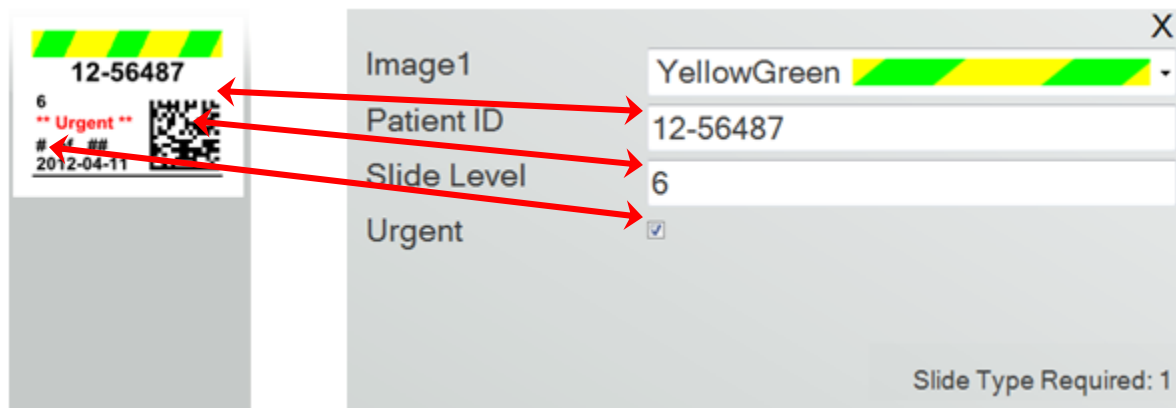 12-56487
6
** Urgent **
# ##
2012-04-11
X
Image1
YellowGreen
Patient ID
12-56487
Slide Level
6
Urgent
Slide Type Required: 1